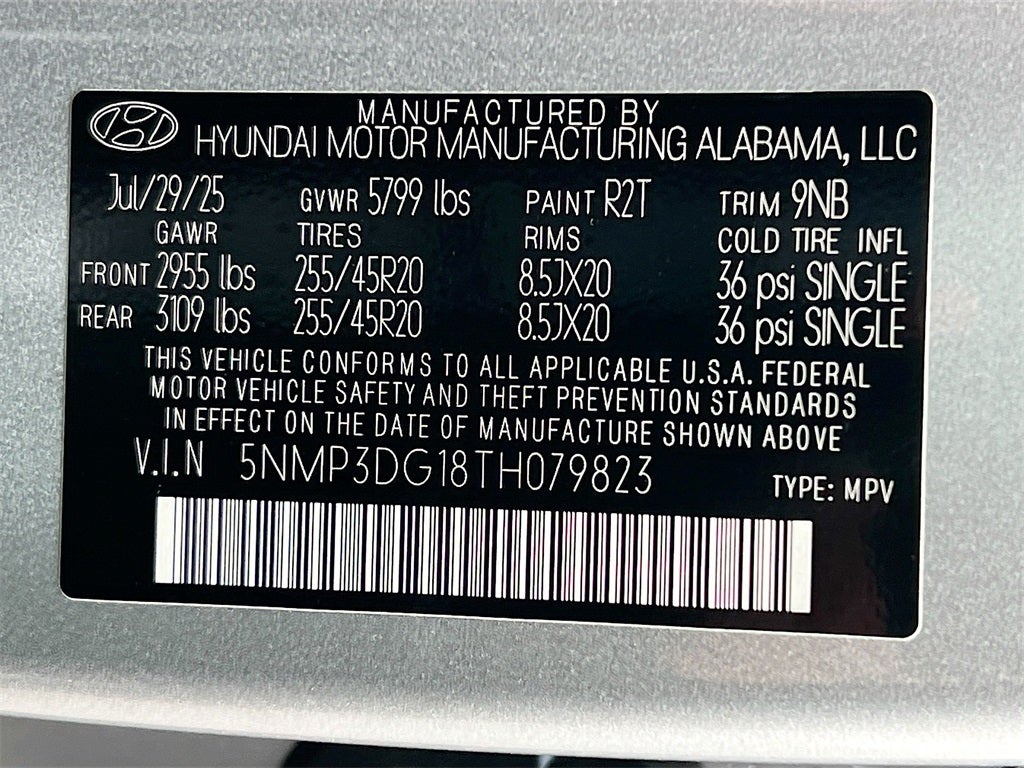 MANUFACTURED BY
HYUNDAI MOTOR MANUFACTURING ALABAMA, LLC
Jul/29/25 GVWR 5799 lbs PAINT R2T TRIM 9NB
GAWR TIRES RIMS COLD TIRE INFL
FRONT 2955 lbs 255/45R20 8.5JX20 36 psi SINGLE
REAR 3109 lbs 255/45R20 8.5JX20 36 psi SINGLE
THIS VEHICLE CONFORMS TO ALL APPLICABLE U.S.A. FEDERAL
MOTOR VEHICLE SAFETY AND THEFT PREVENTION STANDARDS
IN EFFECT ON THE DATE OF MANUFACTURE SHOWN ABOVE
V.I.N 5NMP3DG18TH079823
TYPE: MPV